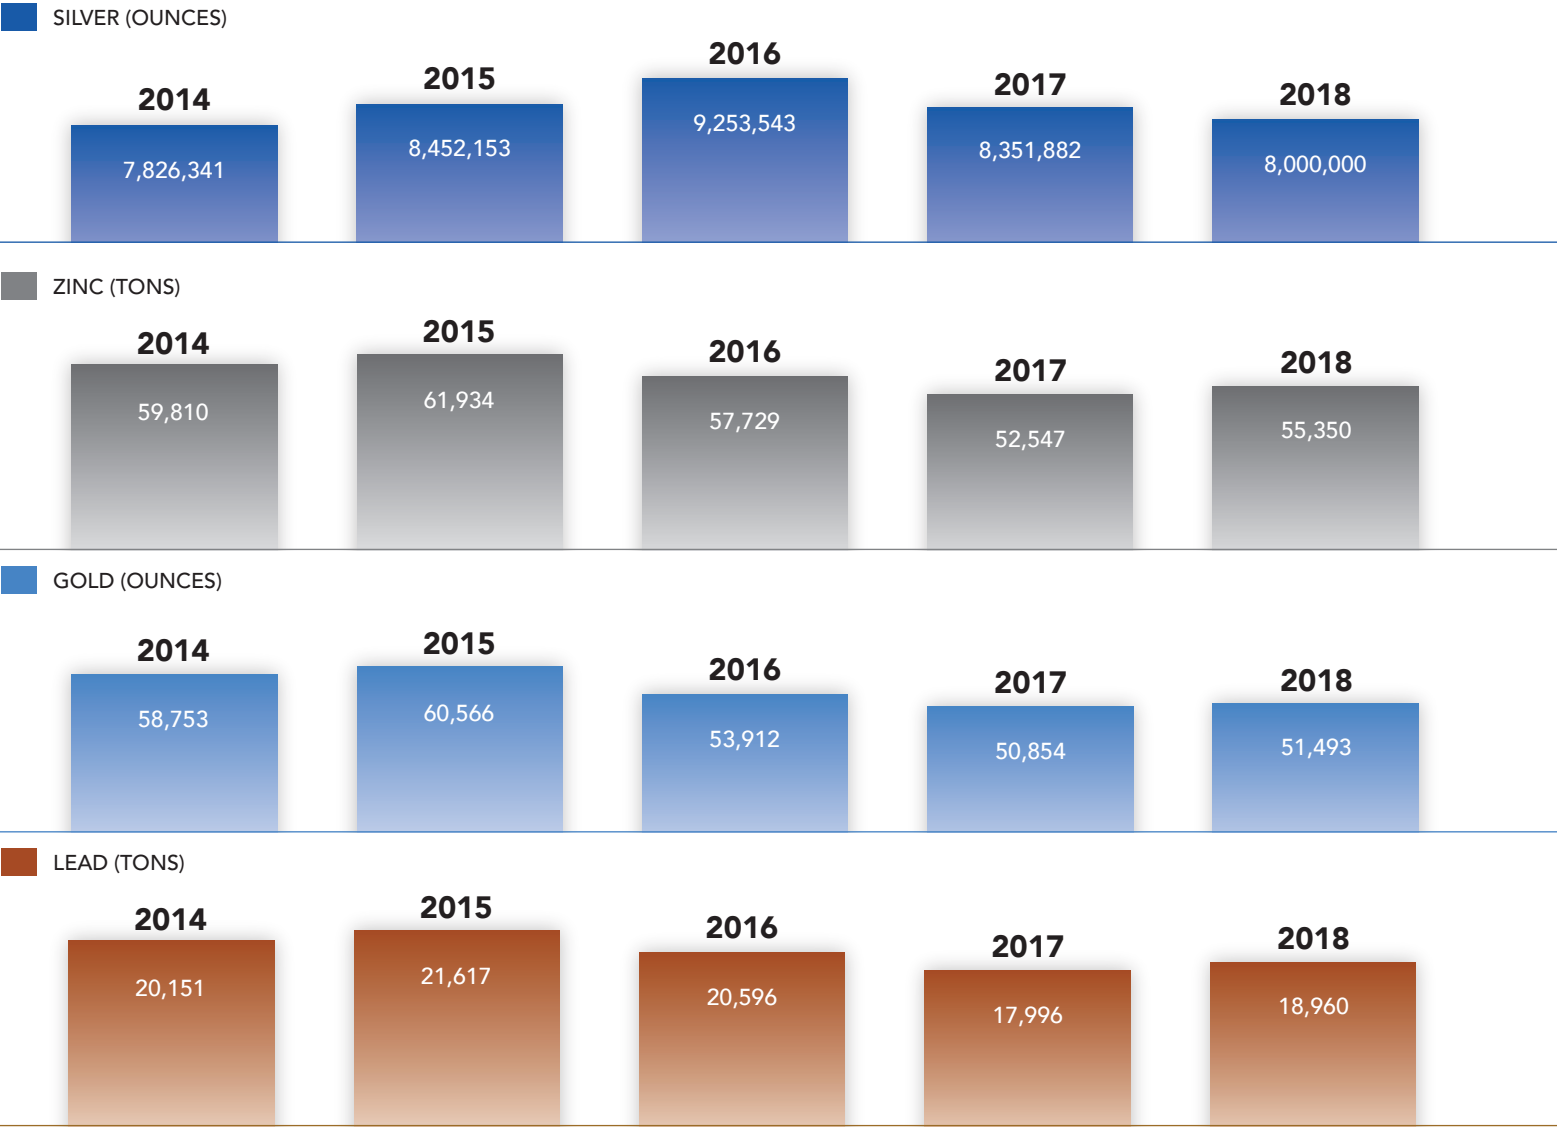 SILVER (OUNCES)
2014 2015 2016 2017 2018
7,826,341 8,452,153 9,253,543 8,351,882 8,000,000
ZINC (TONS)
2014 2015 2016 2017 2018
59,810 61,934 57,729 52,547 55,350
GOLD (OUNCES)
2014 2015 2016 2017 2018
58,753 60,566 53,912 50,854 51,493
LEAD (TONS)
2014 2015 2016 2017 2018
20,151 21,617 20,596 17,996 18,960